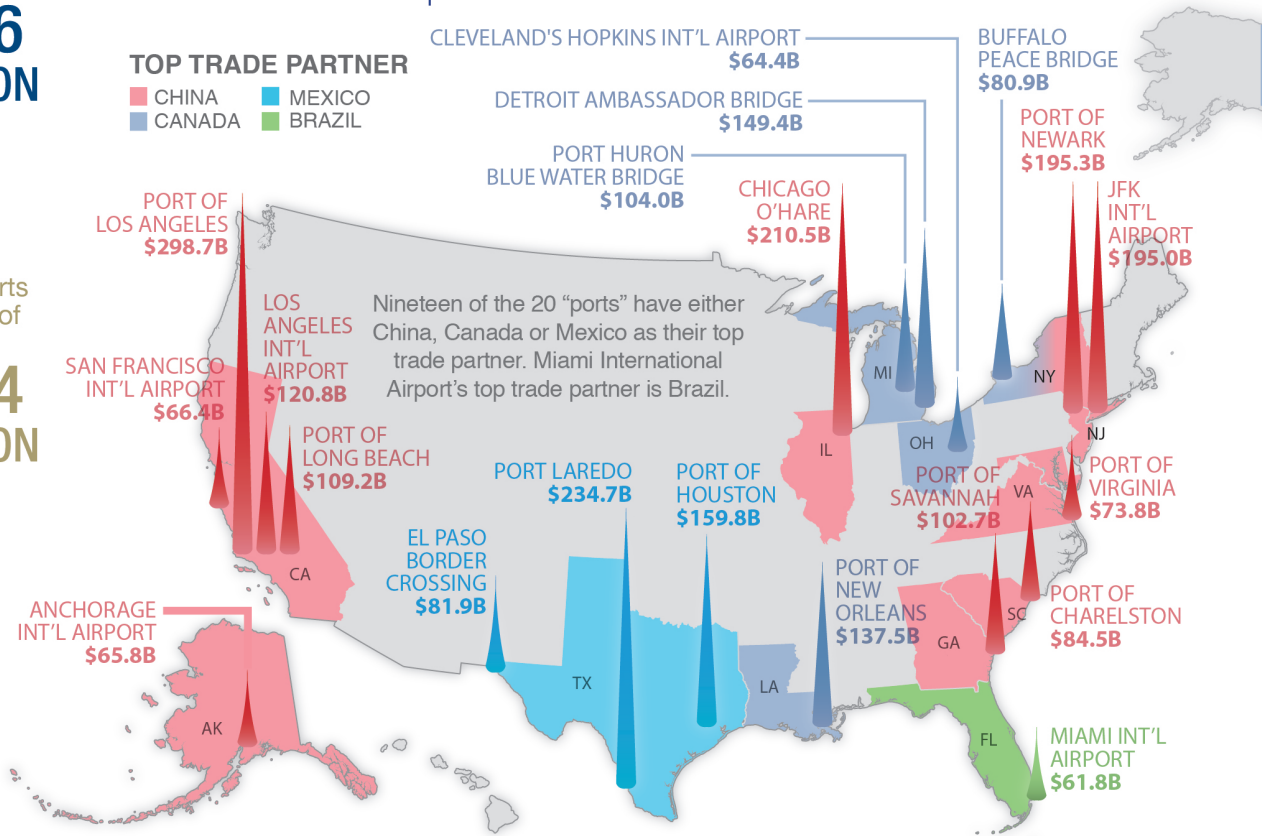 6
ON
rts
of
4
ON
TOP TRADE PARTNER
CHINA
MEXICO
CANADA
BRAZIL
CLEVELAND'S HOPKINS INT'L AIRPORT
$64.4B
DETROIT AMBASSADOR BRIDGE
$149.4B
PORT HURON
BLUE WATER BRIDGE
$104.0B
BUFFALO
PEACE BRIDGE
$80.9B
PORT OF
NEWARK
$195.3B
JFK
INT'L
AIRPORT
$195.0B
CHICAGO
O'HARE
$210.5B
PORT OF
LOS ANGELES
$298.7B
LOS
ANGELES
INT'L
AIRPORT
$120.8B
SAN FRANCISCO
INT'L AIRPORT
$66.4B
PORT OF
LONG BEACH
$109.2B
Nineteen of the 20 “ports” have either
China, Canada or Mexico as their top
trade partner. Miami International
Airport’s top trade partner is Brazil.
MI
NY
IL
OH
NJ
VA
PORT OF
SAVANNAH
$102.7B
PORT OF
VIRGINIA
$73.8B
PORT LAREDO
$234.7B
PORT OF
HOUSTON
$159.8B
EL PASO
BORDER
CROSSING
$81.9B
CA
PORT OF
NEW
ORLEANS
$137.5B
PORT OF
CHARELSTON
$84.5B
SC
GA
ANCHORAGE
INT'L AIRPORT
$65.8B
AK
TX
LA
FL
MIAMI INT'L
AIRPORT
$61.8B